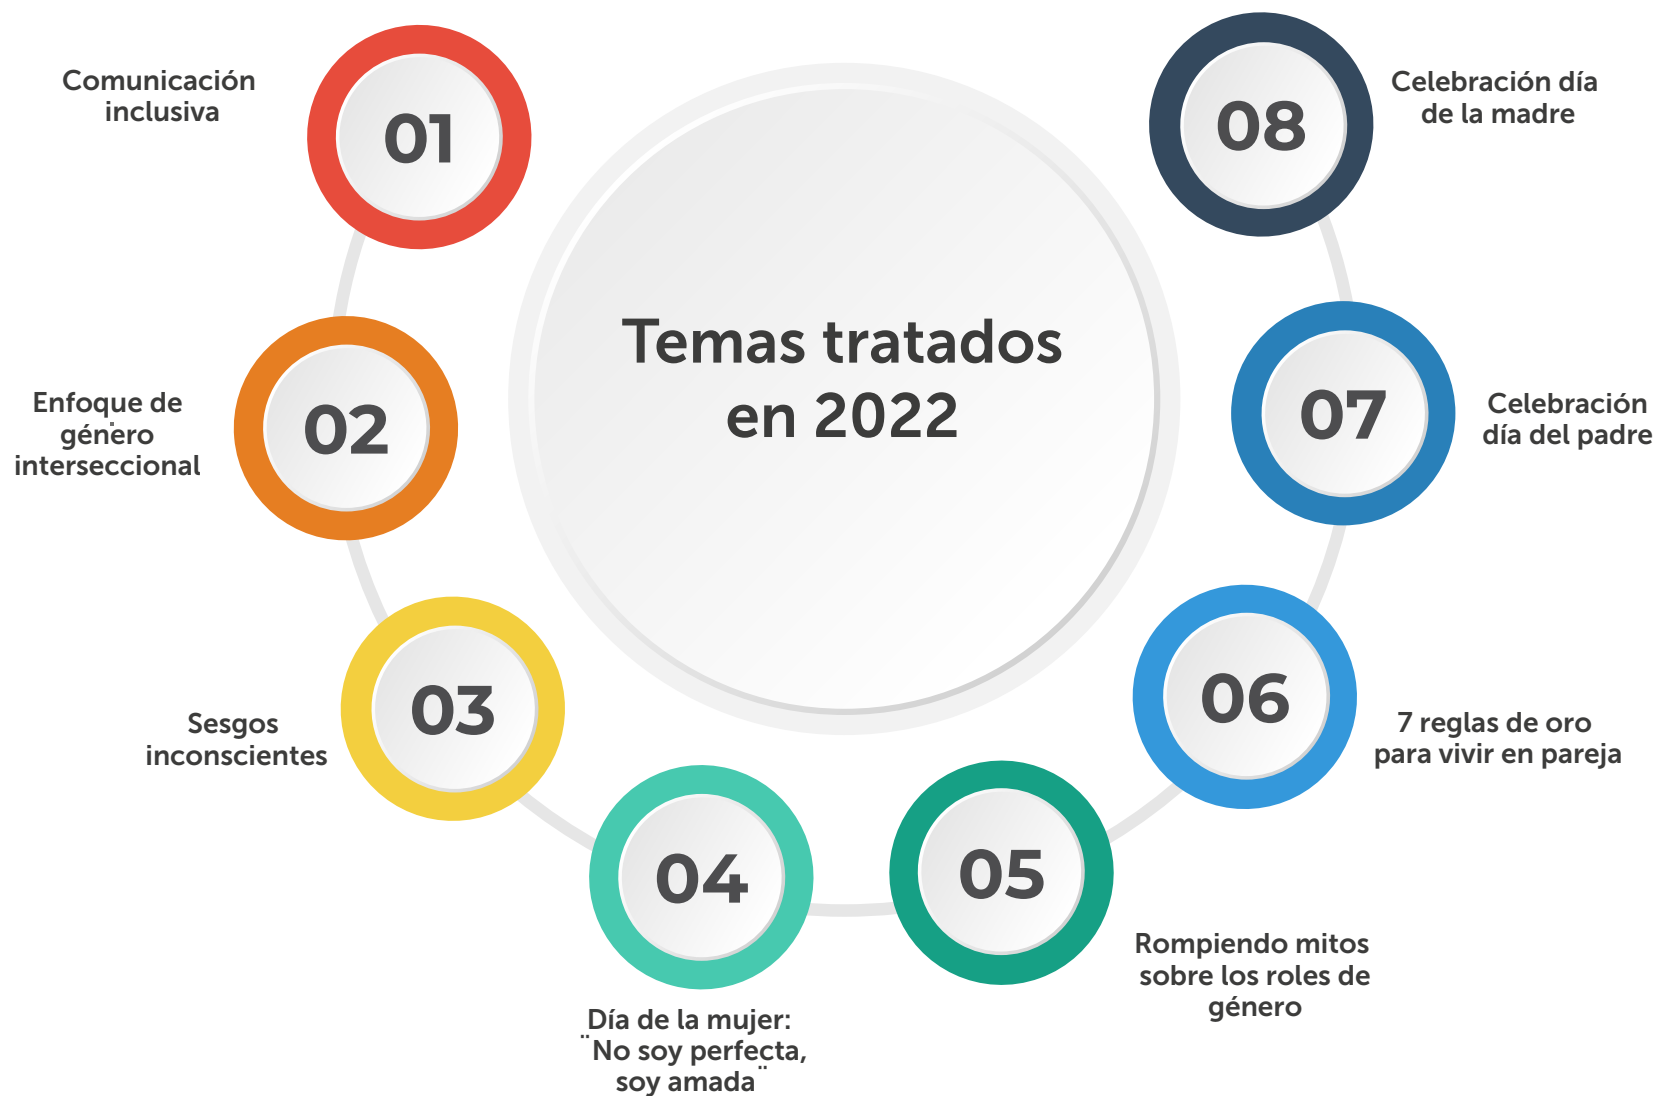 Temas tratados
en 2022
01
Comunicación
inclusiva
02
Enfoque de
género
interseccional
03
Sesgos
inconscientes
04
Día de la mujer:
¨No soy perfecta,
soy amada¨
05
Rompiendo mitos
sobre los roles de
género
06
7 reglas de oro
para vivir en pareja
07
Celebración
día del padre
08
Celebración día
de la madre